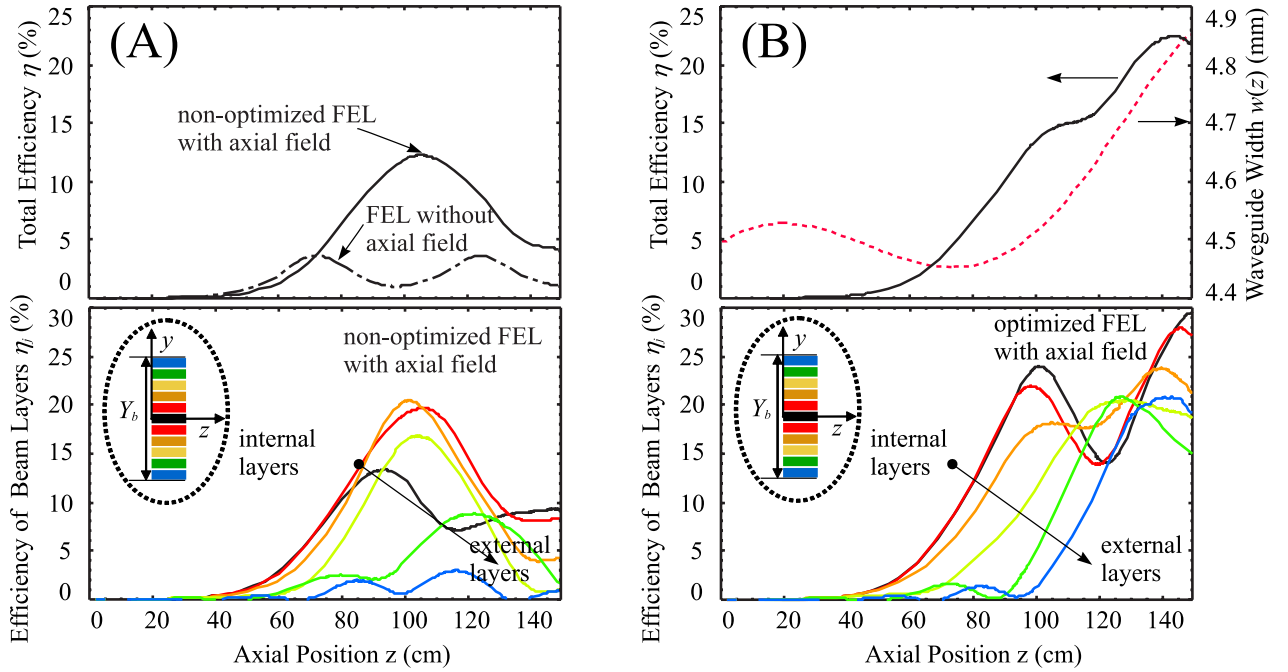 (A)
Total Efficiency η (%)
25
20
15
10
5
0
non-optimized FEL
with axial field
FEL without
axial field
Efficiency of Beam Layers ηj (%)
30
25
20
15
10
5
0
y
Yb
z
non-optimized FEL
with axial field
internal
layers
external
layers
0 20 40 60 80 100 120 140
Axial Position z (cm)
(B)
Total Efficiency η (%)
25
20
15
10
5
0
4.9
4.8
4.7
4.6
4.5
4.4
Waveguide Width w(z) (mm)
Efficiency of Beam Layers ηj (%)
30
25
20
15
10
5
0
y
Yb
z
optimized FEL
with axial field
internal
layers
external
layers
0 20 40 60 80 100 120 140
Axial Position z (cm)